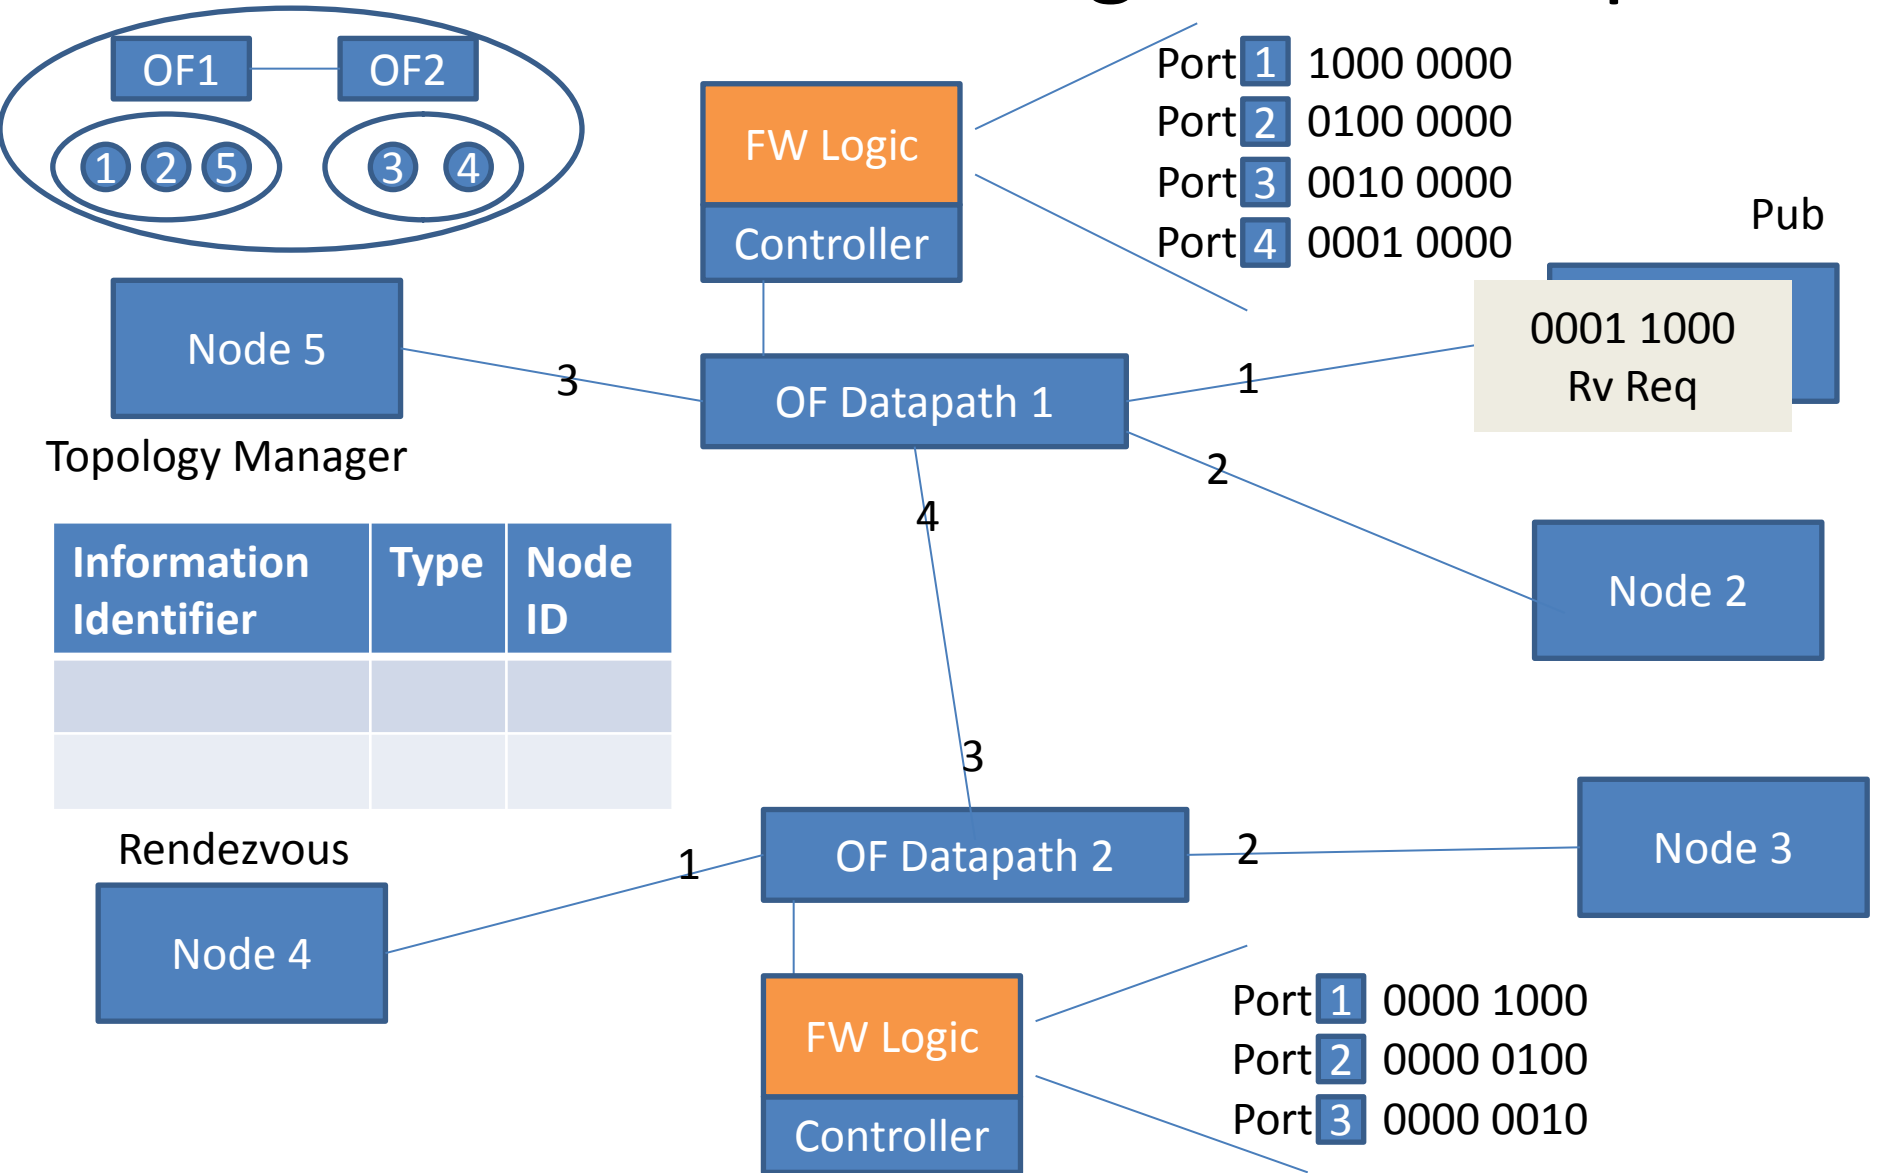 OF1
OF2
1 2 5
3 4
FW Logic
Controller
Port 1 1000 0000
Port 2 0100 0000
Port 3 0010 0000
Port 4 0001 0000
Pub
0001 1000
Rv Req
Node 5
3
OF Datapath 1
1
Topology Manager
2
4
Information Identifier
Type
Node ID
Node 2
3
Rendezvous
1
OF Datapath 2
2
Node 3
Node 4
FW Logic
Controller
Port 1 0000 1000
Port 2 0000 0100
Port 3 0000 0010